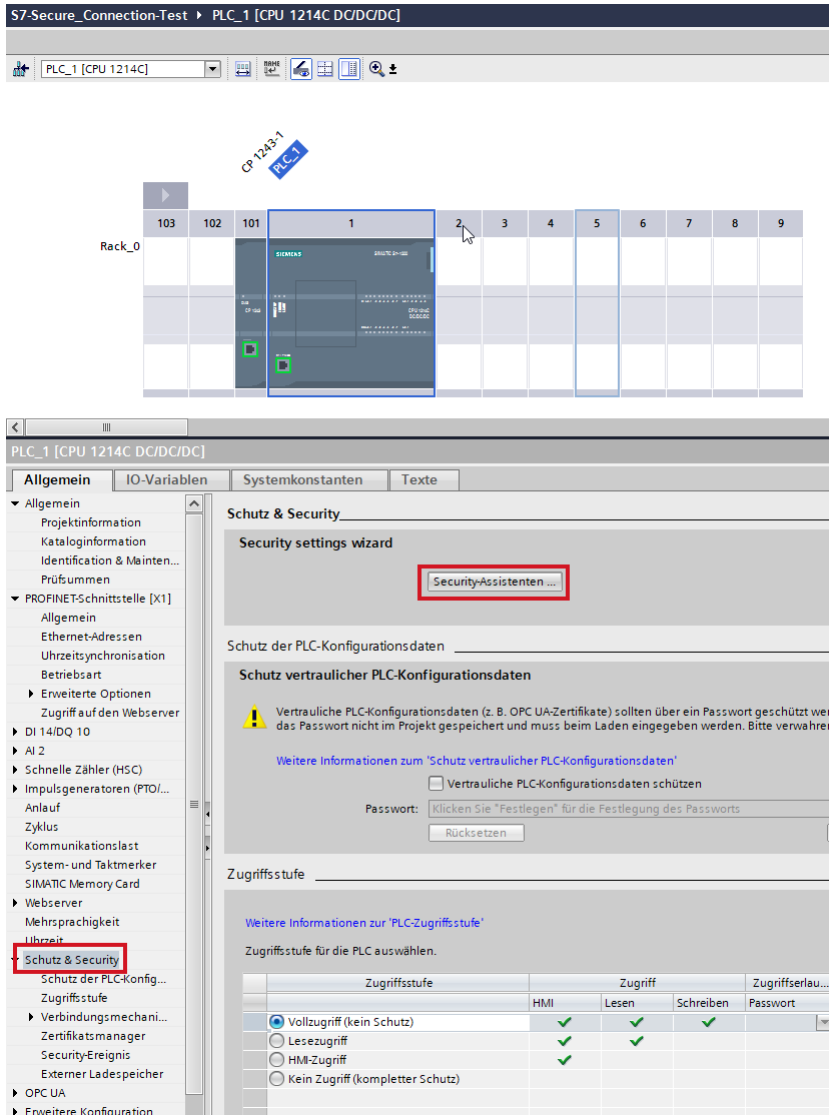 S7-Secure_Connection-Test ▸ PLC_1 [CPU 1214C DC/DC/DC]
PLC_1 [CPU 1214C]
CP 1243-1
PLC_1
103 102 101 1 2 3 4 5 6 7 8 9
Rack_0
SIEMENS
PLC_1 [CPU 1214C DC/DC/DC]
Allgemein IO-Variablen Systemkonstanten Texte
Allgemein
Projektinformation
Kataloginformation
Identification & Mainten...
Prüfsummen
PROFINET-Schnittstelle [X1]
Allgemein
Ethernet-Adressen
Uhrzeitsynchronisation
Betriebsart
Erweiterte Optionen
Zugriff auf den Webserver
DI 14/DQ 10
AI 2
Schnelle Zähler (HSC)
Impulsgeneratoren (PTO/...
Anlauf
Zyklus
Kommunikationslast
System- und Taktmerker
SIMATIC Memory Card
Webserver
Mehrsprachigkeit
Uhrzeit
Schutz & Security
Schutz der PLC-Konfig...
Zugriffsstufe
Verbindungsmechani...
Zertifikatsmanager
Security-Ereignis
Externer Ladespeicher
OPC UA
Erweitere Konfiguration
Schutz & Security
Security settings wizard
Security-Assistenten ...
Schutz der PLC-Konfigurationsdaten
Schutz vertraulicher PLC-Konfigurationsdaten
Vertrauliche PLC-Konfigurationsdaten (z. B. OPC UA-Zertifikate) sollten über ein Passwort geschützt wer
das Passwort nicht im Projekt gespeichert und muss beim Laden eingegeben werden. Bitte verwahren
Weitere Informationen zum 'Schutz vertraulicher PLC-Konfigurationsdaten'
Vertrauliche PLC-Konfigurationsdaten schützen
Passwort: Klicken Sie "Festlegen" für die Festlegung des Passworts
Rücksetzen
Zugriffsstufe
Weitere Informationen zur 'PLC-Zugriffsstufe'
Zugriffsstufe für die PLC auswählen.
Zugriffsstufe Zugriff Zugriffserlau...
HMI Lesen Schreiben Passwort
Vollzugriff (kein Schutz)
Lesezugriff
HMI-Zugriff
Kein Zugriff (kompletter Schutz)